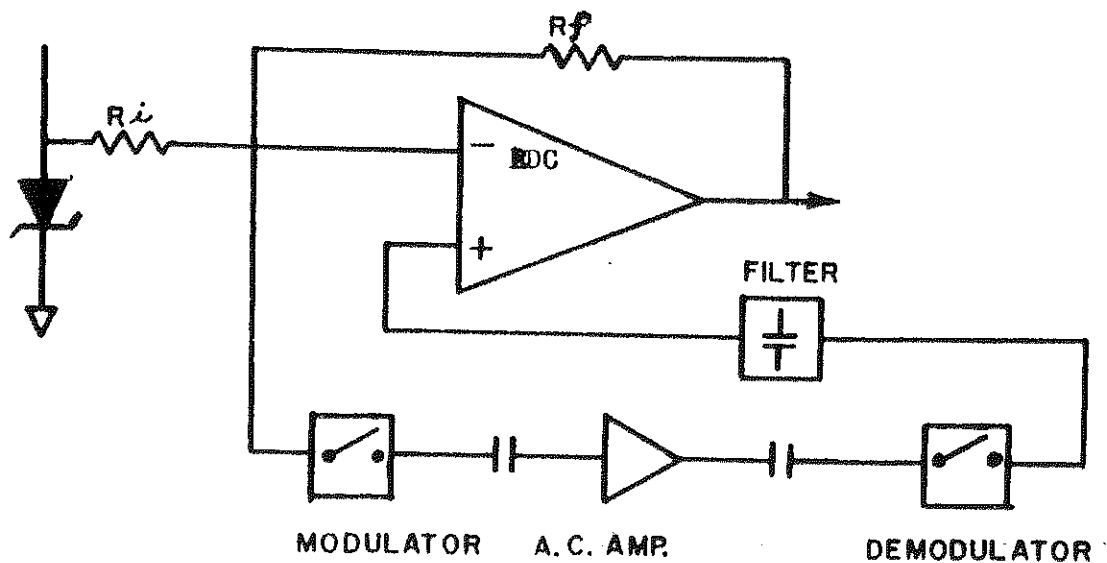 Rf
Ri
−
DC
+
FILTER
MODULATOR
A. C. AMP.
DEMODULATOR